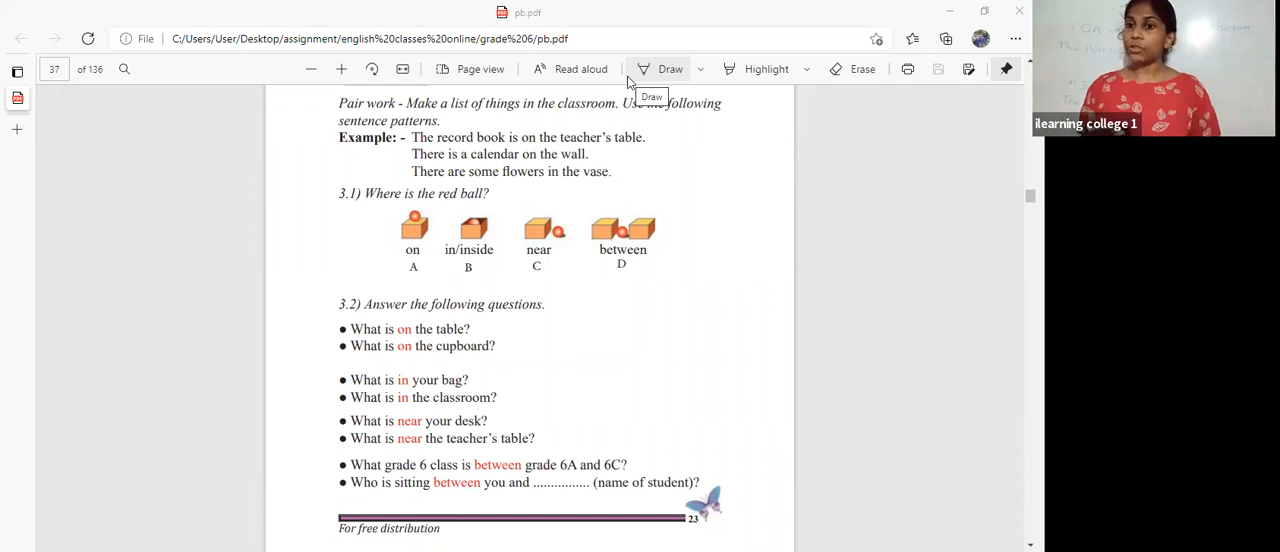 pb.pdf
File C:/Users/User/Desktop/assignment/english%20classes%20online/grade%206/pb.pdf
37 of 136 Page view Read aloud Draw Highlight Erase
Draw
ilearning college 1
Pair work - Make a list of things in the classroom. Use the following
sentence patterns.
Example: - The record book is on the teacher's table.
There is a calendar on the wall.
There are some flowers in the vase.
3.1) Where is the red ball?
on in/inside near between
A B C D
3.2) Answer the following questions.
● What is on the table?
● What is on the cupboard?
● What is in your bag?
● What is in the classroom?
● What is near your desk?
● What is near the teacher's table?
● What grade 6 class is between grade 6A and 6C?
● Who is sitting between you and ................ (name of student)?
23
For free distribution